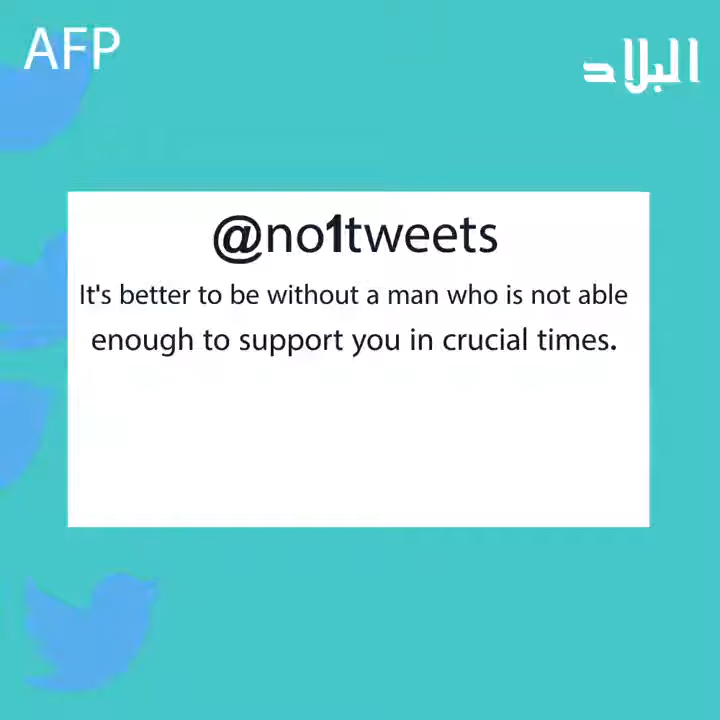 AFP
البلاد
@no1tweets
It's better to be without a man who is not able
enough to support you in crucial times.